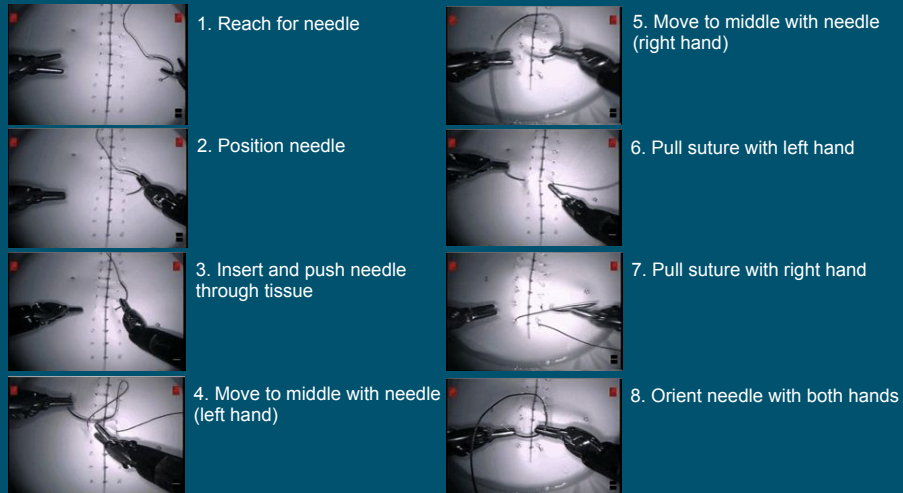 1. Reach for needle
2. Position needle
3. Insert and push needle
through tissue
4. Move to middle with needle
(left hand)
5. Move to middle with needle
(right hand)
6. Pull suture with left hand
7. Pull suture with right hand
8. Orient needle with both hands